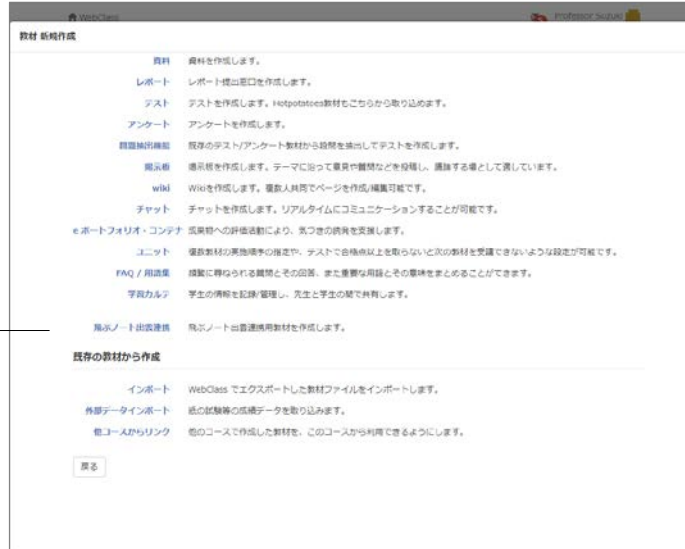 WebClass
Professor Suzuki
教材 新規作成
資料 資料を作成します。
レポート レポート提出窓口を作成します。
テスト テストを作成します。Hotpotatoes教材もこちらから取り込めます。
アンケート アンケートを作成します。
問題抽出機能 既存のテスト/アンケート教材から設問を抽出してテストを作成します。
掲示板 掲示板を作成します。テーマに沿って意見や質問などを投稿し、議論する場として適しています。
wiki Wikiを作成します。複数人共同でページを作成/編集可能です。
チャット チャットを作成します。リアルタイムにコミュニケーションすることが可能です。
eポートフォリオ・コンテナ 成果物への評価活動により、気づきの誘発を支援します。
ユニット 複数教材の実施順序の指定や、テストで合格点以上を取らないと次の教材を受講できないような設定が可能です。
FAQ / 用語集 頻繁に尋ねられる質問とその回答、また重要な用語とその意味をまとめることができます。
学習カルテ 学生の情報を記録/管理し、先生と学生の間で共有します。
飛ぶノート出雲連携 飛ぶノート出雲連携用教材を作成します。
既存の教材から作成
インポート WebClass でエクスポートした教材ファイルをインポートします。
外部データインポート 紙の試験等の成績データを取り込みます。
他コースからリンク 他のコースで作成した教材を、このコースから利用できるようにします。
戻る